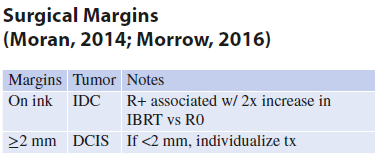 Surgical Margins
(Moran, 2014; Morrow, 2016)
Margins Tumor Notes
On ink IDC R+ associated w/ 2x increase in
IBRT vs R0
≥2 mm DCIS If <2 mm, individualize tx